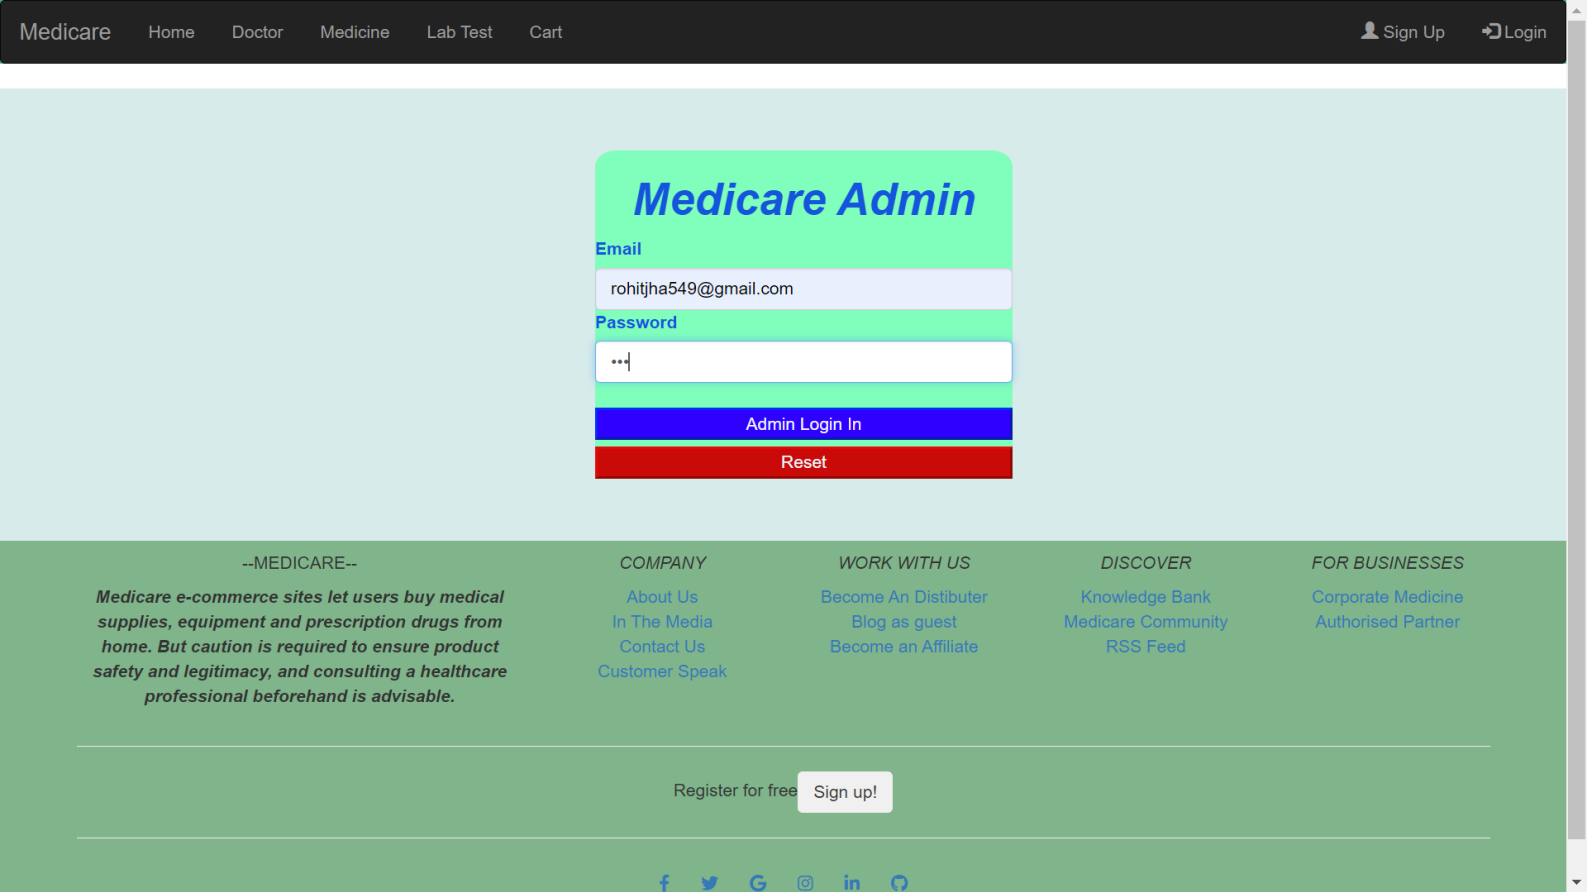 Medicare Home Doctor Medicine Lab Test Cart Sign Up Login
Medicare Admin
Email
rohitjha549@gmail.com
Password
•••
Admin Login In
Reset
--MEDICARE--
Medicare e-commerce sites let users buy medical
supplies, equipment and prescription drugs from
home. But caution is required to ensure product
safety and legitimacy, and consulting a healthcare
professional beforehand is advisable.
COMPANY
About Us
In The Media
Contact Us
Customer Speak
WORK WITH US
Become An Distibuter
Blog as guest
Become an Affiliate
DISCOVER
Knowledge Bank
Medicare Community
RSS Feed
FOR BUSINESSES
Corporate Medicine
Authorised Partner
Register for free Sign up!